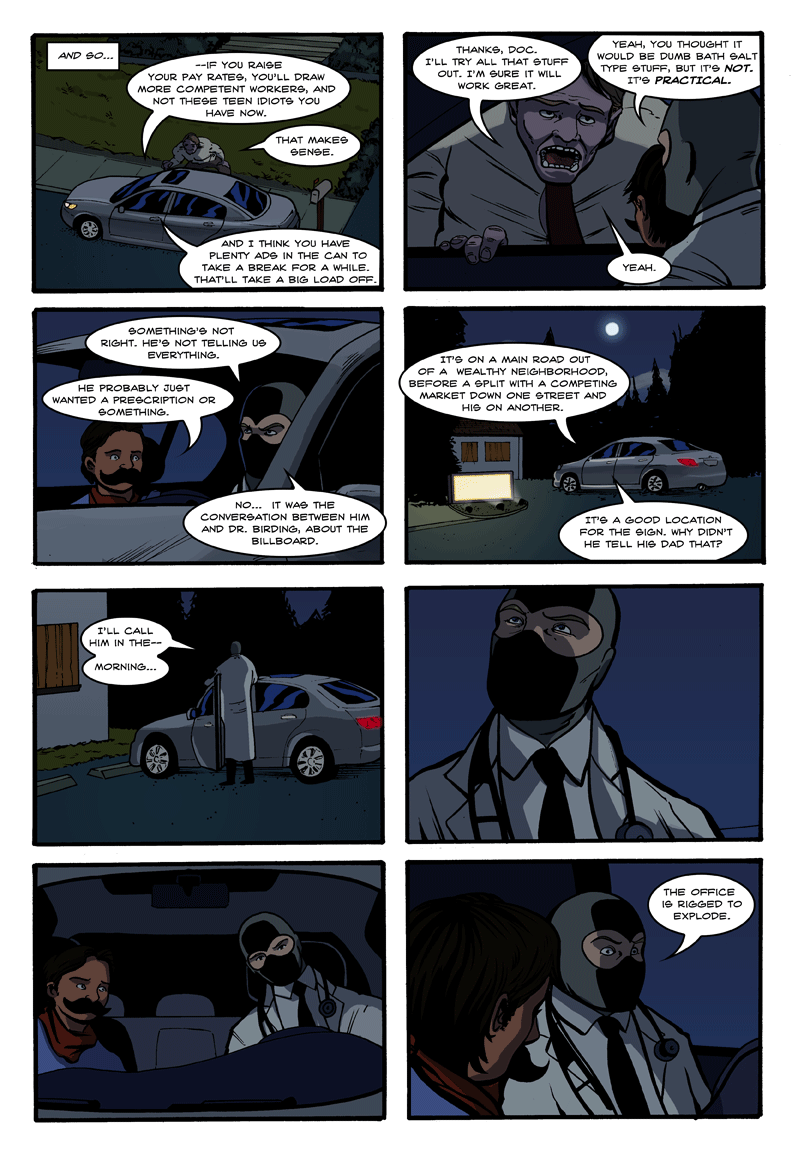 AND SO...
--IF YOU RAISE
YOUR PAY RATES, YOU'LL DRAW
MORE COMPETENT WORKERS, AND
NOT THESE TEEN IDIOTS YOU
HAVE NOW.
THAT MAKES
SENSE.
AND I THINK YOU HAVE
PLENTY ADS IN THE CAN TO
TAKE A BREAK FOR A WHILE.
THAT'LL TAKE A BIG LOAD OFF.
THANKS, DOC.
I'LL TRY ALL THAT STUFF
OUT. I'M SURE IT WILL
WORK GREAT.
YEAH, YOU THOUGHT IT
WOULD BE DUMB BATH SALT
TYPE STUFF, BUT IT'S NOT.
IT'S PRACTICAL.
YEAH.
SOMETHING'S NOT
RIGHT. HE'S NOT TELLING US
EVERYTHING.
HE PROBABLY JUST
WANTED A PRESCRIPTION OR
SOMETHING.
NO... IT WAS THE
CONVERSATION BETWEEN HIM
AND DR. BIRDING, ABOUT THE
BILLBOARD.
IT'S ON A MAIN ROAD OUT
OF A WEALTHY NEIGHBORHOOD,
BEFORE A SPLIT WITH A COMPETING
MARKET DOWN ONE STREET AND
HIS ON ANOTHER.
IT'S A GOOD LOCATION
FOR THE SIGN. WHY DIDN'T
HE TELL HIS DAD THAT?
I'LL CALL
HIM IN THE--
MORNING...
THE OFFICE
IS RIGGED TO
EXPLODE.